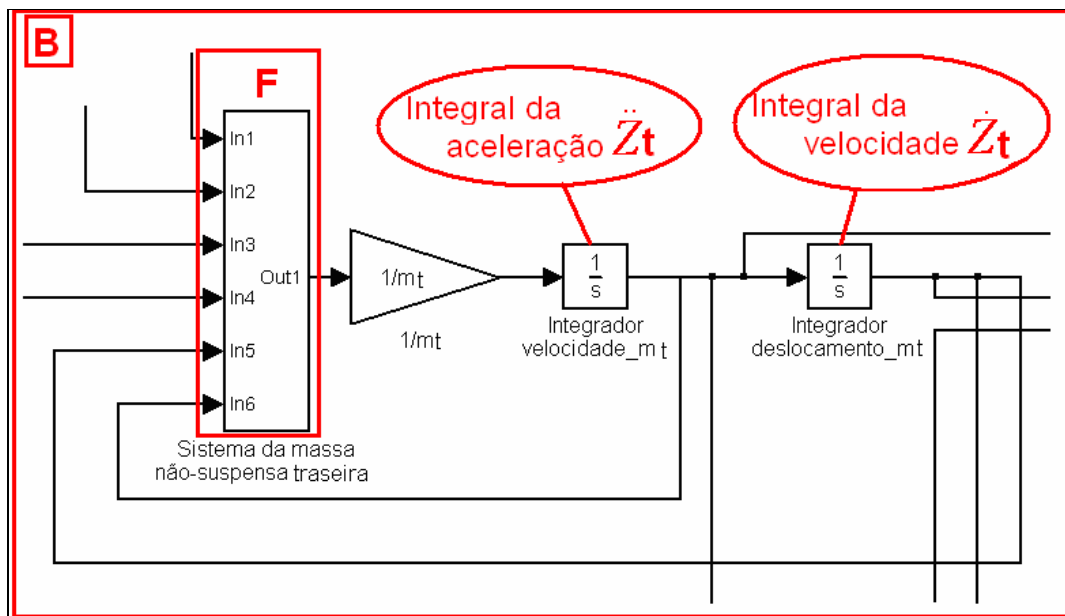 B
F
Integral da
aceleração Z̈t
Integral da
velocidade Żt
In1
In2
In3
In4
In5
In6
Out1
1/mt
1/mt
1
s
Integrador
velocidade_mt
1
s
Integrador
deslocamento_mt
Sistema da massa
não-suspensa traseira